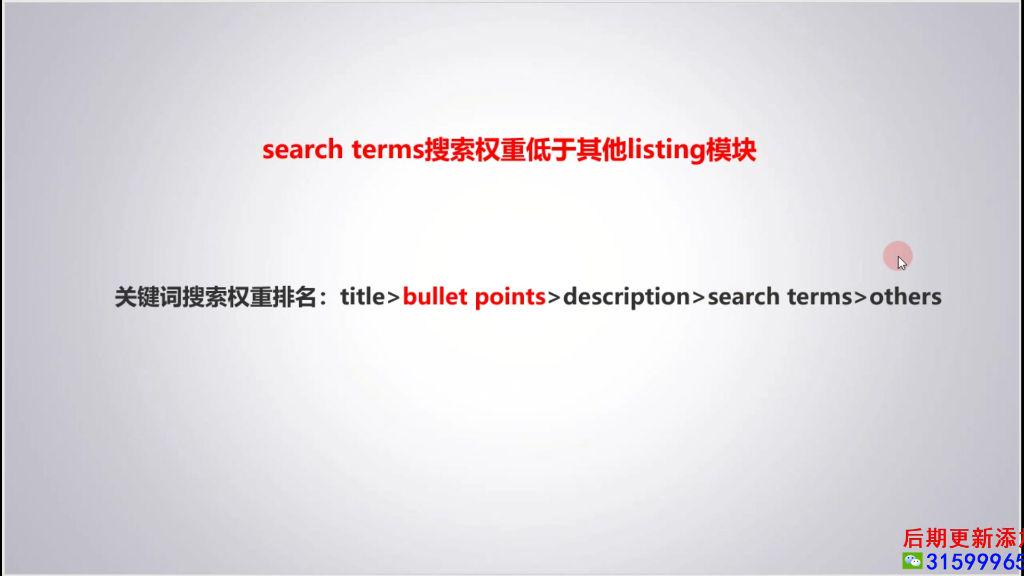 search terms搜索权重低于其他listing模块
关键词搜索权重排名：title>bullet points>description>search terms>others
后期更新添
31599965